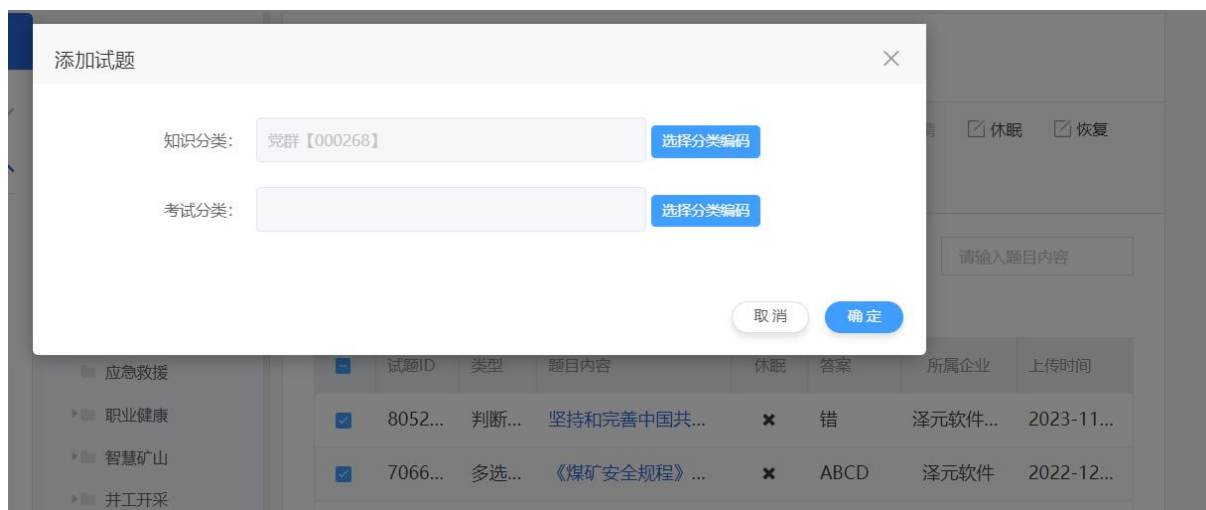 添加试题
知识分类：
党群【000268】
选择分类编码
休眠
恢复
考试分类：
选择分类编码
请输入题目内容
取消
确定
试题ID
类型
题目内容
休眠
答案
所属企业
上传时间
应急救援
职业健康
8052...
判断...
坚持和完善中国共...
错
泽元软件...
2023-11...
智慧矿山
7066...
多选...
《煤矿安全规程》...
ABCD
泽元软件
2022-12...
井工开采